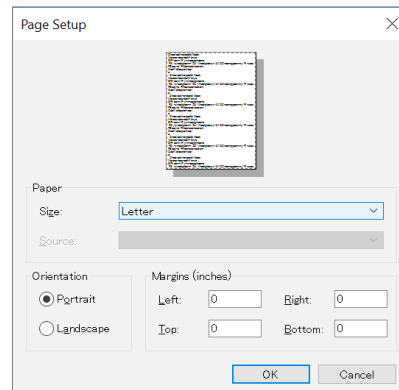 Page Setup
Paper
Size: Letter
Source:
Orientation
Portrait
Landscape
Margins (inches)
Left: 0 Right: 0
Top: 0 Bottom: 0
OK Cancel